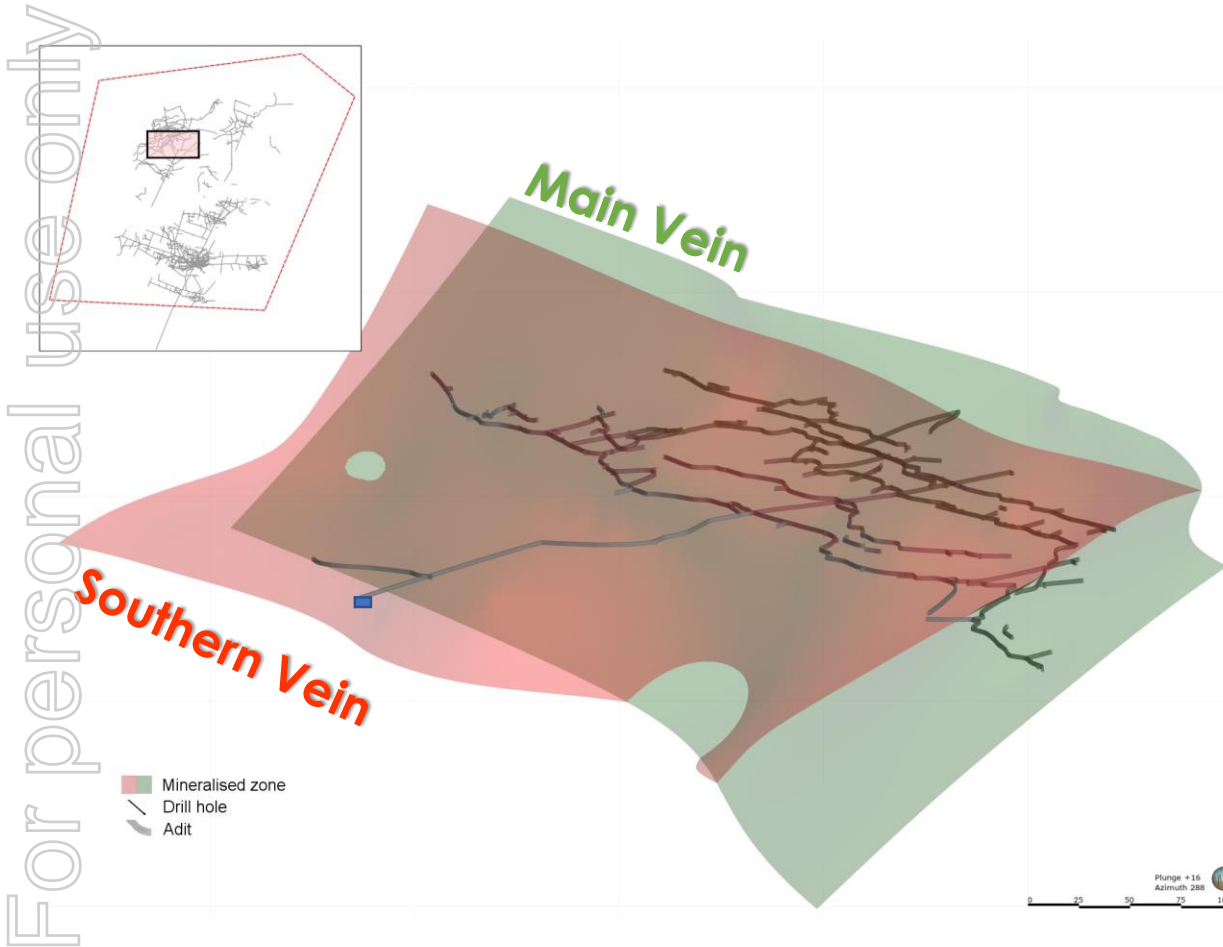 For personal use only
Main Vein
Southern Vein
Mineralised zone
Drill hole
Adit
Plunge +16
Azimuth 288
0 25 50 75